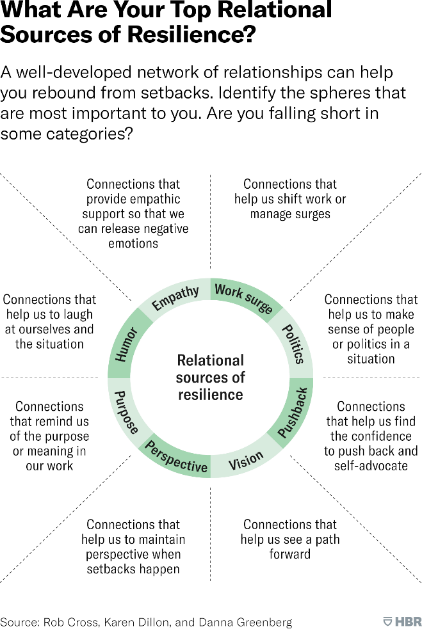 What Are Your Top Relational
Sources of Resilience?
A well-developed network of relationships can help
you rebound from setbacks. Identify the spheres that
are most important to you. Are you falling short in
some categories?
Connections that
provide empathic
support so that we
can release negative
emotions
Connections that
help us shift work or
manage surges
Connections that
help us to laugh
at ourselves and
the situation
Connections that
help us to make
sense of people
or politics in a
situation
Empathy
Work surge
Humor
Politics
Relational
sources of
resilience
Purpose
Pushback
Perspective
Vision
Connections
that remind us
of the purpose
or meaning in
our work
Connections
that help us find
the confidence
to push back and
self-advocate
Connections that
help us to maintain
perspective when
setbacks happen
Connections that
help us see a path
forward
Source: Rob Cross, Karen Dillon, and Danna Greenberg
HBR